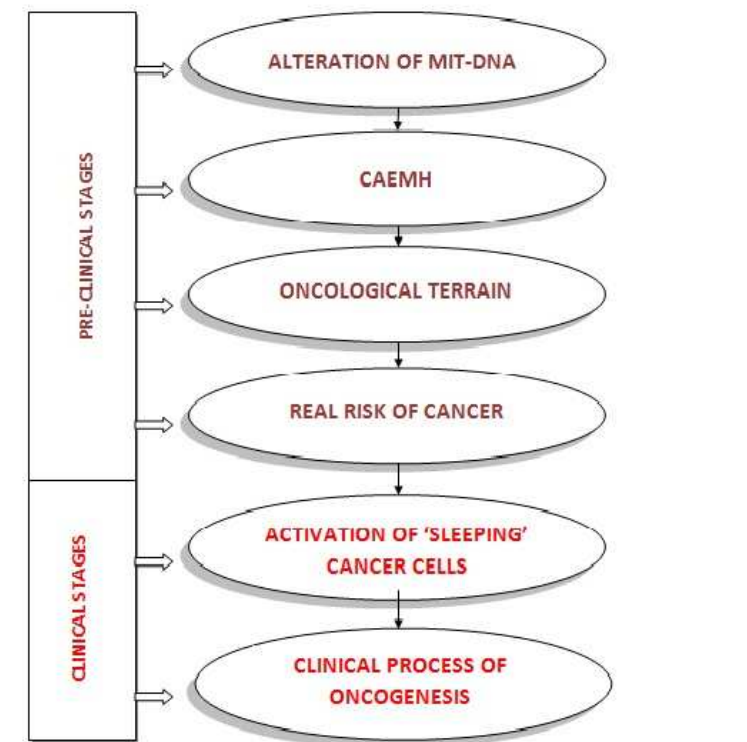 PRE-CLINICAL STAGES
ALTERATION OF MIT-DNA
CAEMH
ONCOLOGICAL TERRAIN
REAL RISK OF CANCER
CLINICAL STAGES
ACTIVATION OF ‘SLEEPING’
CANCER CELLS
CLINICAL PROCESS OF
ONCOGENESIS